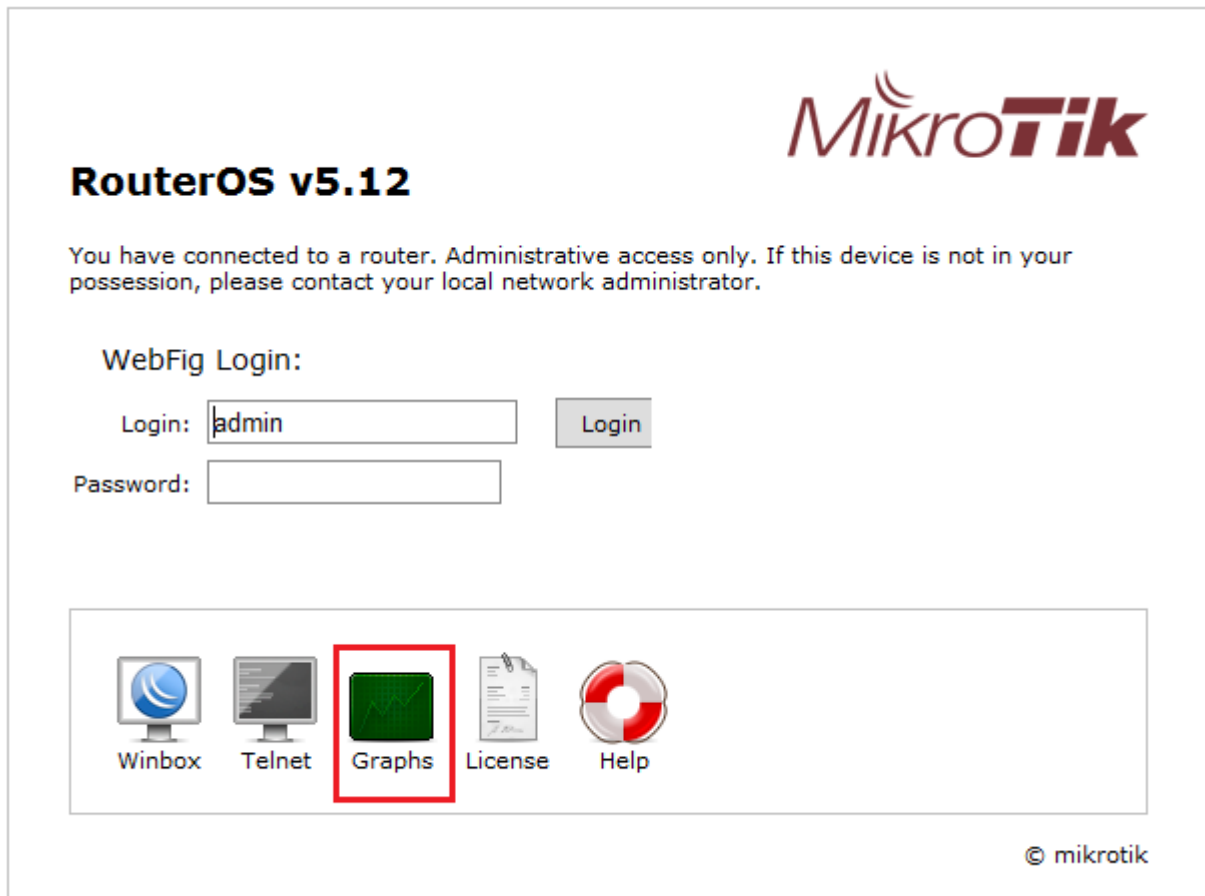 MikroTik
RouterOS v5.12
You have connected to a router. Administrative access only. If this device is not in your
possession, please contact your local network administrator.
WebFig Login:
Login: admin Login
Password:
Winbox Telnet Graphs License Help
© mikrotik